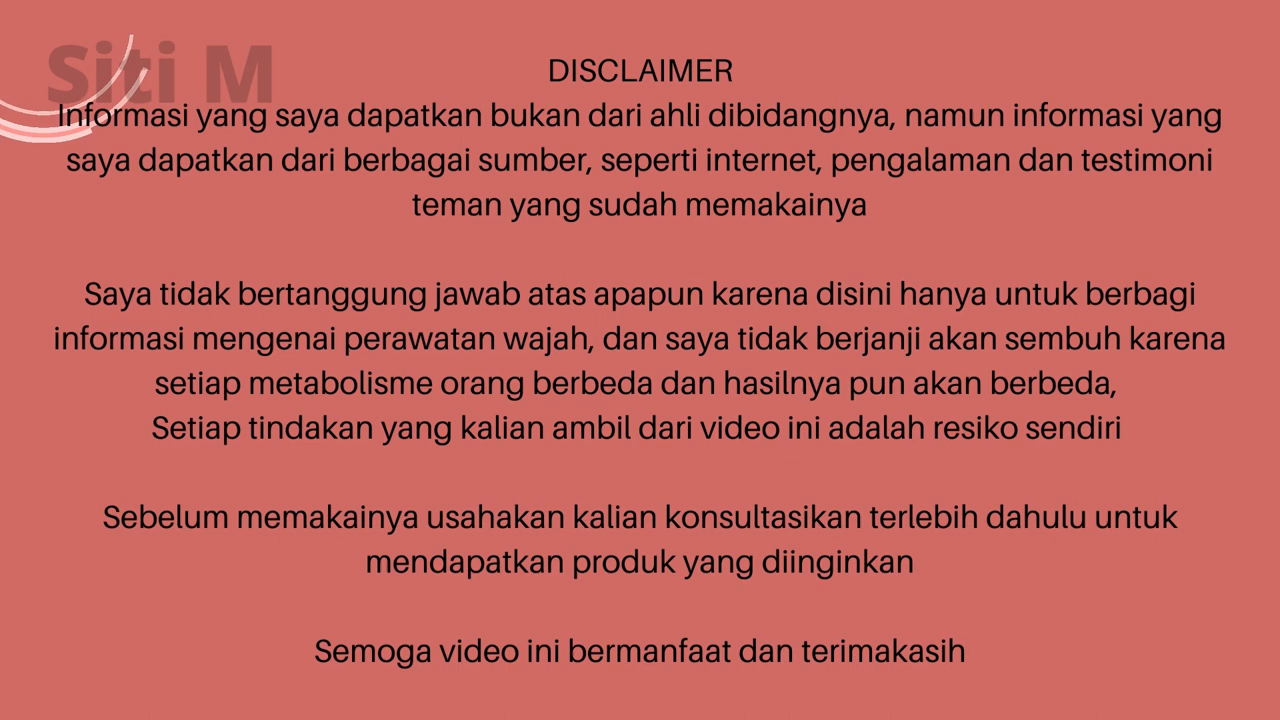 Siti M
DISCLAIMER
Informasi yang saya dapatkan bukan dari ahli dibidangnya, namun informasi yang
saya dapatkan dari berbagai sumber, seperti internet, pengalaman dan testimoni
teman yang sudah memakainya
Saya tidak bertanggung jawab atas apapun karena disini hanya untuk berbagi
informasi mengenai perawatan wajah, dan saya tidak berjanji akan sembuh karena
setiap metabolisme orang berbeda dan hasilnya pun akan berbeda,
Setiap tindakan yang kalian ambil dari video ini adalah resiko sendiri
Sebelum memakainya usahakan kalian konsultasikan terlebih dahulu untuk
mendapatkan produk yang diinginkan
Semoga video ini bermanfaat dan terimakasih